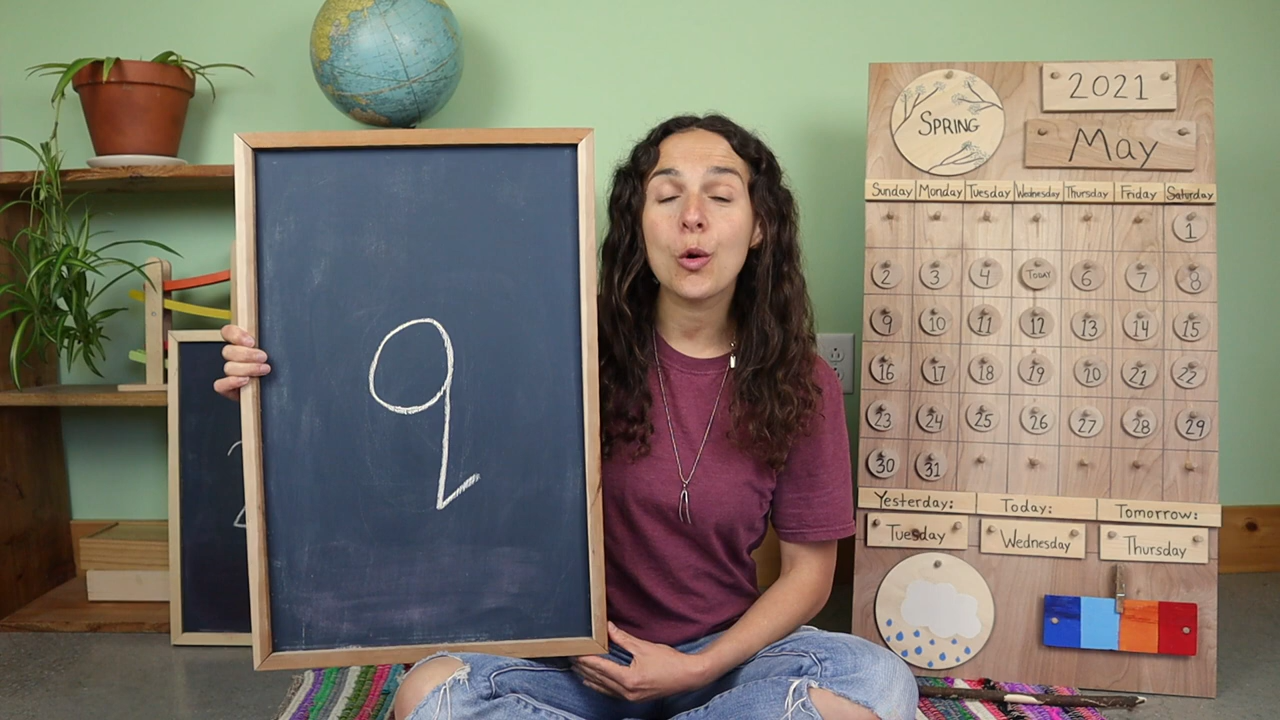 q
SPRING
2021
May
Sunday Monday Tuesday Wednesday Thursday Friday Saturday
1
2 3 4 TODAY 6 7 8
9 10 11 12 13 14 15
16 17 18 19 20 21 22
23 24 25 26 27 28 29
30 31
Yesterday: Today: Tomorrow:
Tuesday Wednesday Thursday